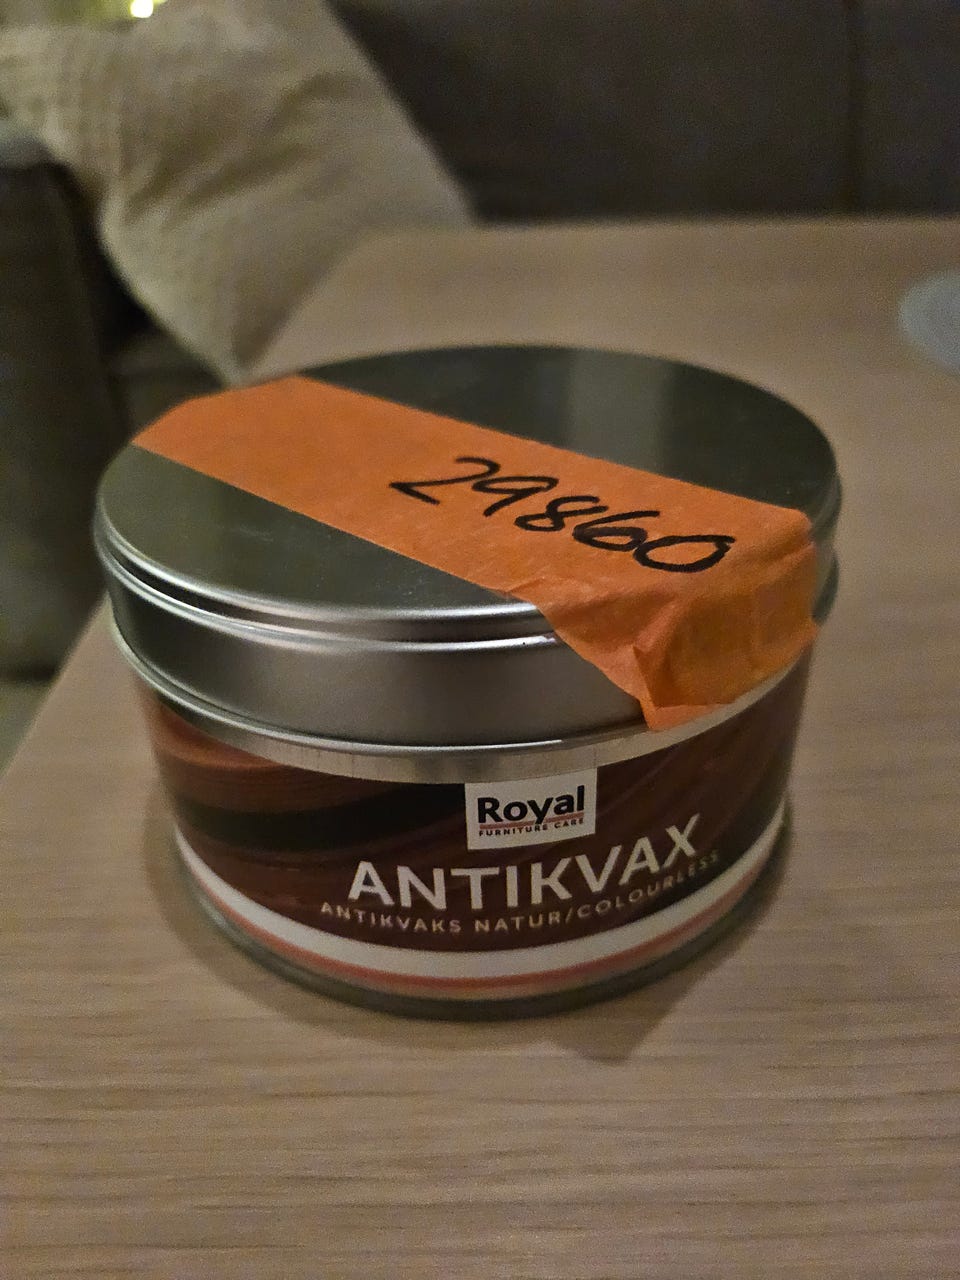 29860
Royal
FURNITURE CARE
ANTIKVAX
ANTIKVAKS NATUR/COLOURLESS